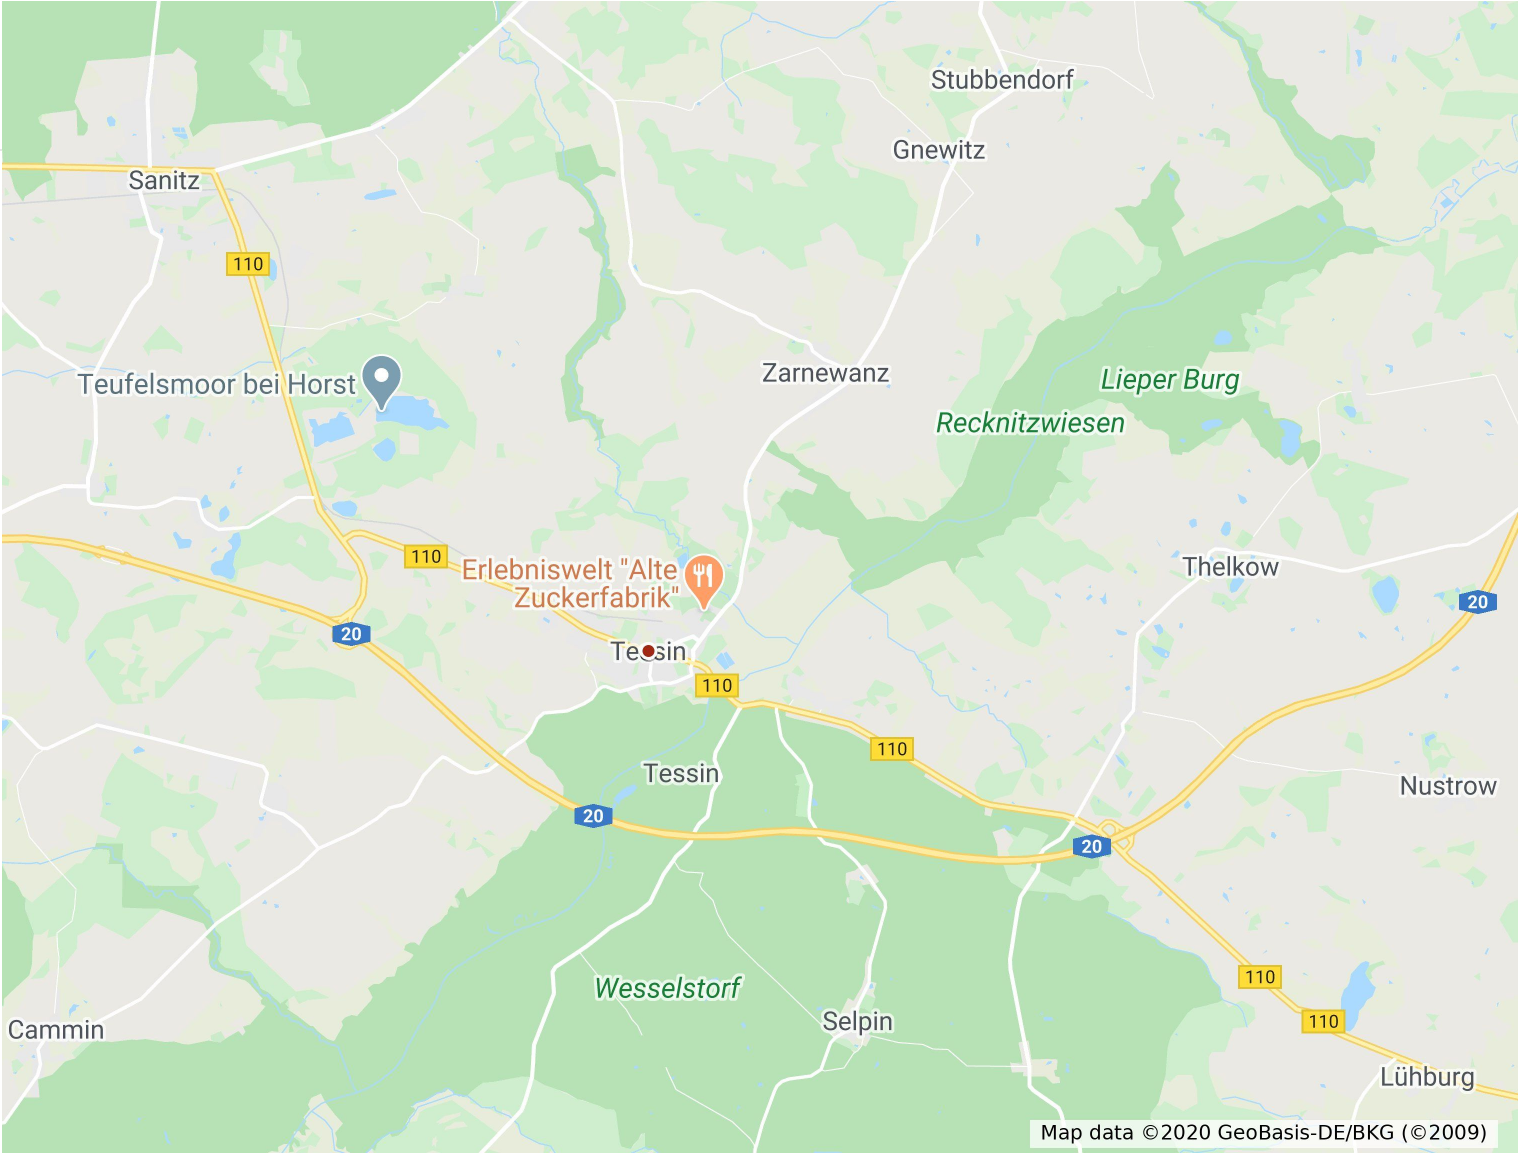 Stubbendorf
Gnewitz
Sanitz
110
Zarnewanz
Teufelsmoor bei Horst
Lieper Burg
Recknitzwiesen
110
Erlebniswelt "Alte
Zuckerfabrik"
Thelkow
20
20
Tessin
110
110
Tessin
Nustrow
20
20
110
Wesselstorf
Selpin
110
Cammin
Lühburg
Map data ©2020 GeoBasis-DE/BKG (©2009)